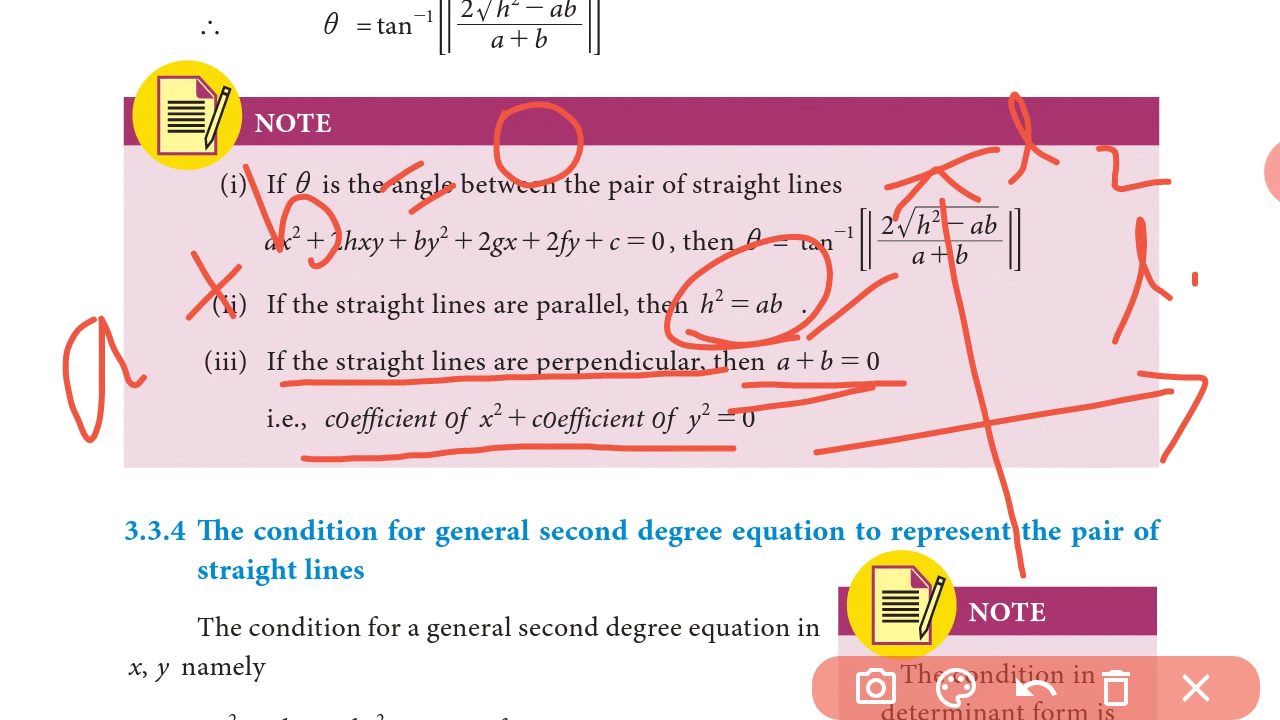 ∴ θ = tan⁻¹[|2√h² − ab / a + b|]
NOTE
(i) If θ is the angle between the pair of straight lines
ax² + 2hxy + by² + 2gx + 2fy + c = 0, then θ = tan⁻¹[|2√h² − ab / a + b|]
(ii) If the straight lines are parallel, then h² = ab .
(iii) If the straight lines are perpendicular, then a + b = 0
i.e., coefficient of x² + coefficient of y² = 0
a
b = 0
3.3.4 The condition for general second degree equation to represent the pair of
straight lines
The condition for a general second degree equation in
x, y namely
NOTE
The condition in
determinant form is